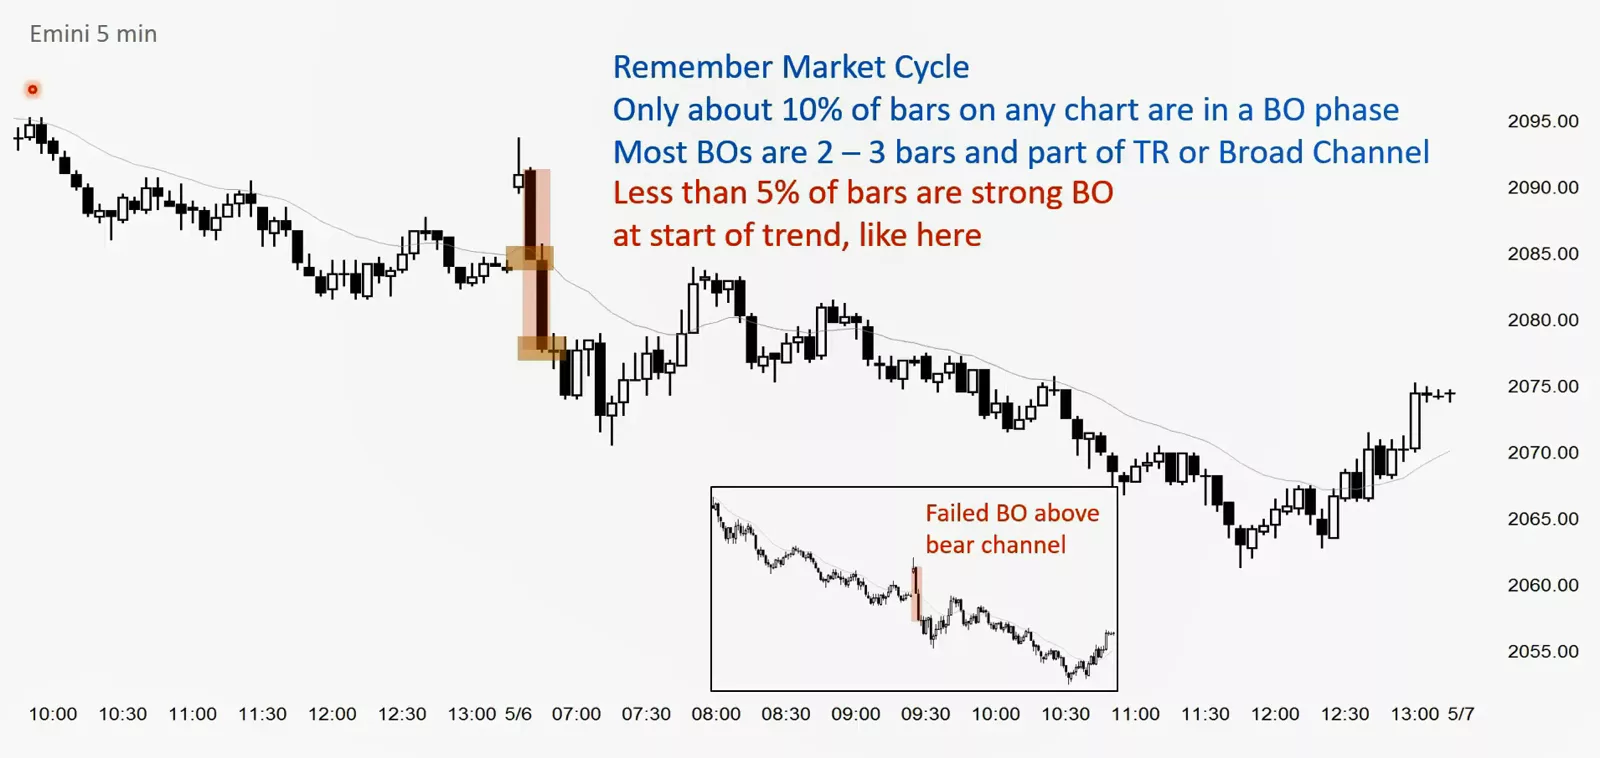 Emini 5 min
Remember Market Cycle
Only about 10% of bars on any chart are in a BO phase
Most BOs are 2 – 3 bars and part of TR or Broad Channel
Less than 5% of bars are strong BO
at start of trend, like here
2095.00
2090.00
2085.00
2080.00
2075.00
2070.00
2065.00
2060.00
2055.00
Failed BO above
bear channel
10:00 10:30 11:00 11:30 12:00 12:30 13:00 5/6 07:00 07:30 08:00 08:30 09:00 09:30 10:00 10:30 11:00 11:30 12:00 12:30 13:00 5/7